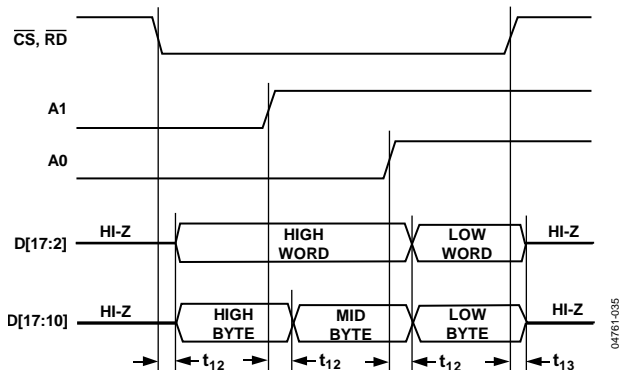 CS, RD
A1
A0
D[17:2]
HI-Z
HIGH
WORD
LOW
WORD
HI-Z
D[17:10]
HI-Z
HIGH
BYTE
MID
BYTE
LOW
BYTE
HI-Z
t12
t12
t12
t13
04761-035